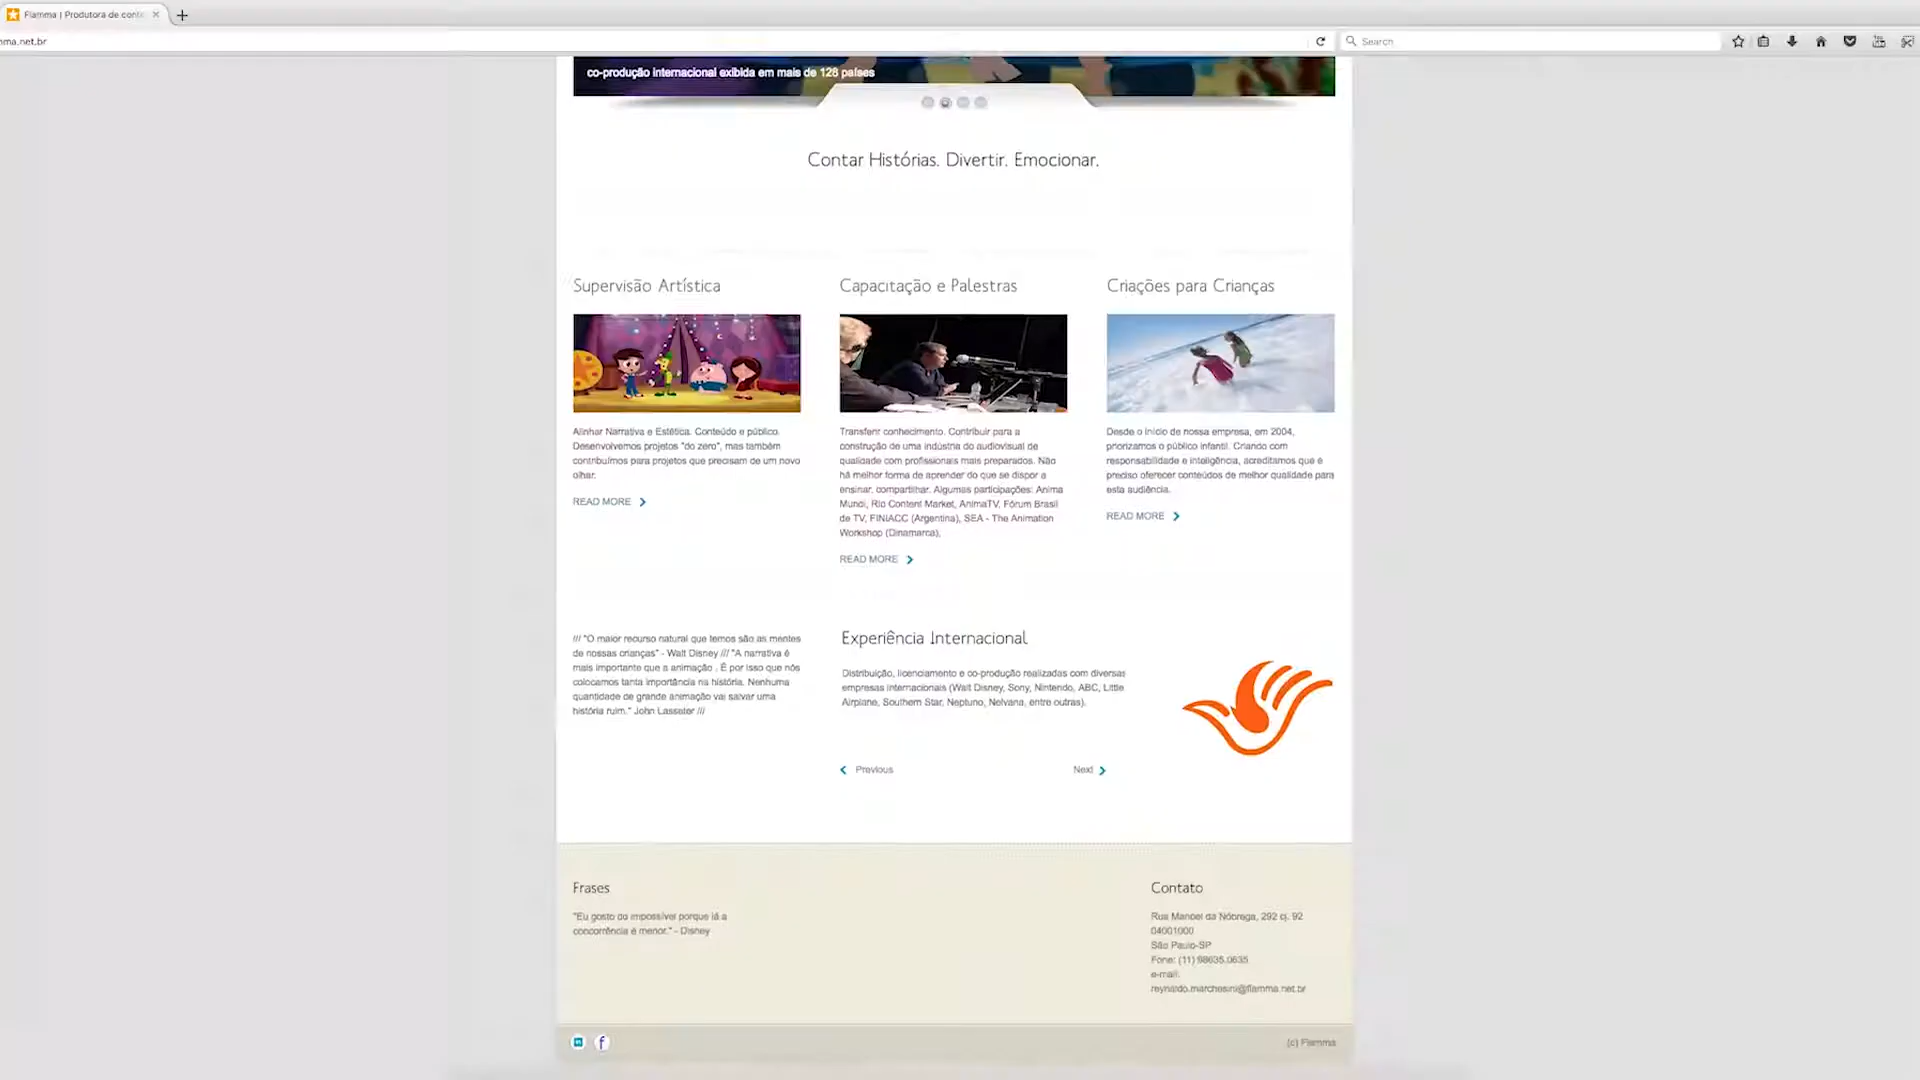 Flamma | Produtora de conte
ma.net.br
Search
co-produção internacional exibida em mais de 128 países
Contar Histórias. Divertir. Emocionar.
Supervisão Artística
Alinhar Narrativa e Estética. Conteúdo e público.
Desenvolvemos projetos "do zero", mas também
contribuímos para projetos que precisam de um novo
olhar.
READ MORE
Capacitação e Palestras
Transferir conhecimento. Contribuir para a
construção de uma indústria do audiovisual de
qualidade com profissionais mais preparados. Não
há melhor forma de aprender do que se dispor a
ensinar, compartilhar. Algumas participações: Anima
Mundi, Rio Content Market, AnimaTV, Fórum Brasil
de TV, FINIACC (Argentina), SEA - The Animation
Workshop (Dinamarca),
READ MORE
Criações para Crianças
Desde o início de nossa empresa, em 2004,
priorizamos o público infantil. Criando com
responsabilidade e inteligência, acreditamos que é
preciso oferecer conteúdos de melhor qualidade para
esta audiência.
READ MORE
/// "O maior recurso natural que temos são as mentes
de nossas crianças" - Walt Disney /// "A narrativa é
mais importante que a animação . É por isso que nós
colocamos tanta importância na história. Nenhuma
quantidade de grande animação vai salvar uma
história ruim." John Lasseter ///
Experiência Internacional
Distribuição, licenciamento e co-produção realizadas com diversas
empresas internacionais (Walt Disney, Sony, Nintendo, ABC, Little
Airplane, Southern Star, Neptuno, Nelvana, entre outras).
Previous
Next
Frases
"Eu gosto do impossível porque lá a
concorrência é menor." - Disney
Contato
Rua Manoel da Nóbrega, 292 cj. 92
04001000
São Paulo-SP
Fone: (11) 98635.0635
e-mail:
reynaldo.marchesini@flamma.net.br
(c) Flamma